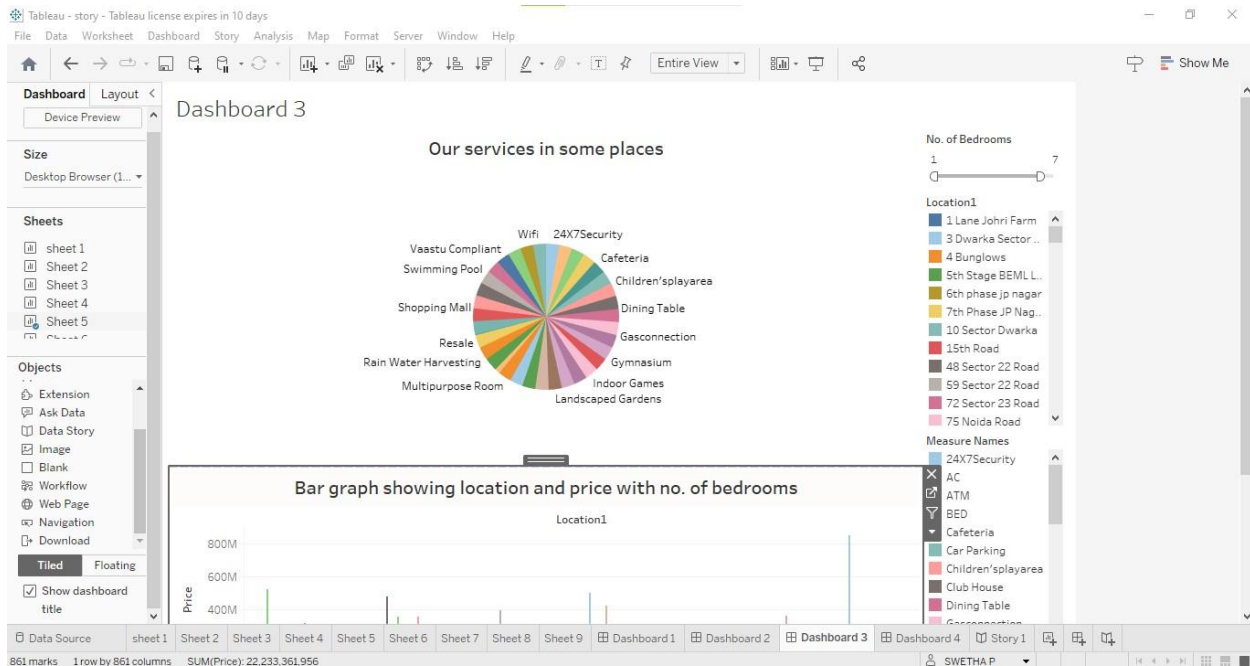 Tableau - story - Tableau license expires in 10 days
File Data Worksheet Dashboard Story Analysis Map Format Server Window Help
Entire View
Show Me
Dashboard Layout
Device Preview
Size
Desktop Browser (1...
Sheets
sheet 1
Sheet 2
Sheet 3
Sheet 4
Sheet 5
Objects
Extension
Ask Data
Data Story
Image
Blank
Workflow
Web Page
Navigation
Download
Tiled Floating
Show dashboard
title
Dashboard 3
Our services in some places
Wifi 24X7Security
Vaastu Compliant
Cafeteria
Swimming Pool
Children'splayarea
Shopping Mall
Dining Table
Resale
Gasconnection
Rain Water Harvesting
Gymnasium
Multipurpose Room
Indoor Games
Landscaped Gardens
Bar graph showing location and price with no. of bedrooms
Location1
800M
600M
400M
Price
No. of Bedrooms
1 7
Location1
1 Lane Johri Farm
3 Dwarka Sector ..
4 Bunglows
5th Stage BEML L..
6th phase jp nagar
7th Phase JP Nag..
10 Sector Dwarka
15th Road
48 Sector 22 Road
59 Sector 22 Road
72 Sector 23 Road
75 Noida Road
Measure Names
24X7Security
AC
ATM
BED
Cafeteria
Car Parking
Children'splayarea
Club House
Dining Table
Data Source sheet 1 Sheet 2 Sheet 3 Sheet 4 Sheet 5 Sheet 6 Sheet 7 Sheet 8 Sheet 9 Dashboard 1 Dashboard 2 Dashboard 3 Dashboard 4 Story 1
861 marks 1 row by 861 columns SUM(Price): 22,233,361,956
SWETHA P